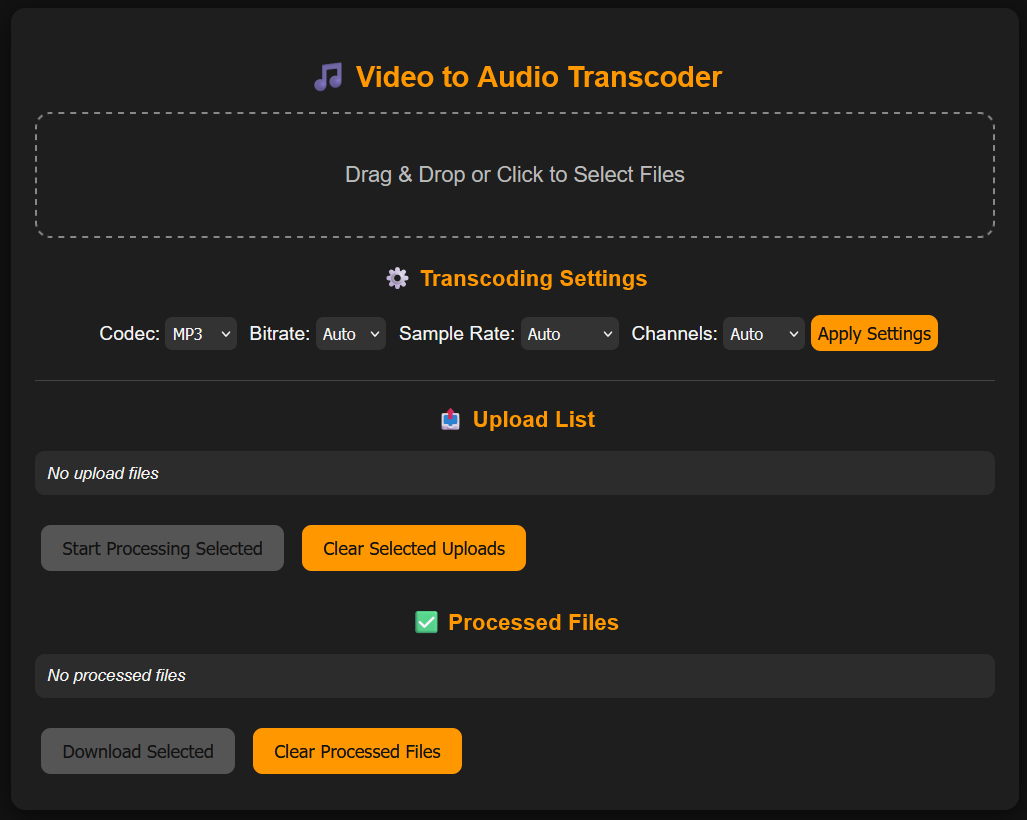 Video to Audio Transcoder
Drag & Drop or Click to Select Files
Transcoding Settings
Codec: MP3 Bitrate: Auto Sample Rate: Auto Channels: Auto Apply Settings
Upload List
No upload files
Start Processing Selected Clear Selected Uploads
Processed Files
No processed files
Download Selected Clear Processed Files